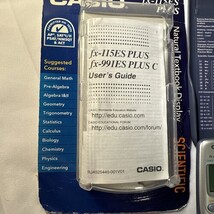 CASIO
fx-115ES PLUS
fx-991ES PLUS C
User's Guide
http://edu.casio.com
http://edu.casio.com/forum/
CASIO
Suggested
Courses:
General Math
Pre-Algebra
Algebra I&II
Geometry
Trigonometry
Statistics
Calculus
Biology
Chemistry
Physics
Engineering
PLUS
Natural Textbook Display
SCIENTIFIC